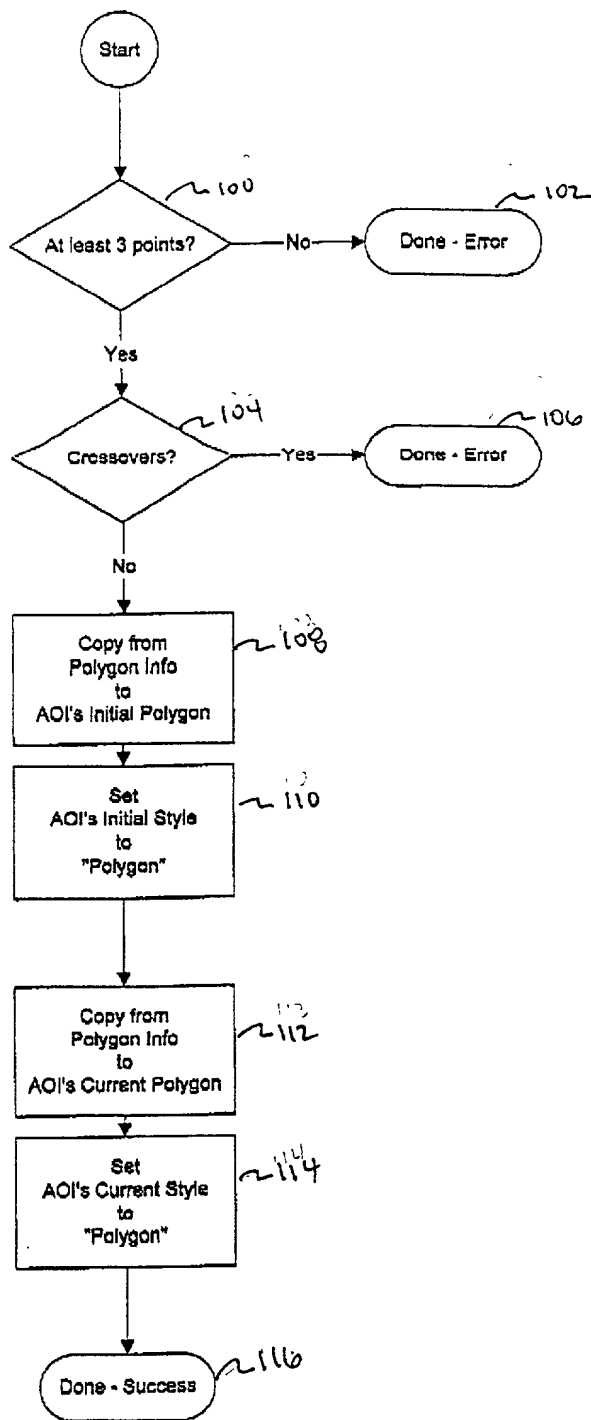 Start
100
At least 3 points?
No
102
Done - Error
Yes
104
Crossovers?
Yes
106
Done - Error
No
Copy from
Polygon Info
to
AOI's Initial Polygon
108
Set
AOI's Initial Style
to
"Polygon"
110
Copy from
Polygon Info
to
AOI's Current Polygon
112
Set
AOI's Current Style
to
"Polygon"
114
Done - Success
116